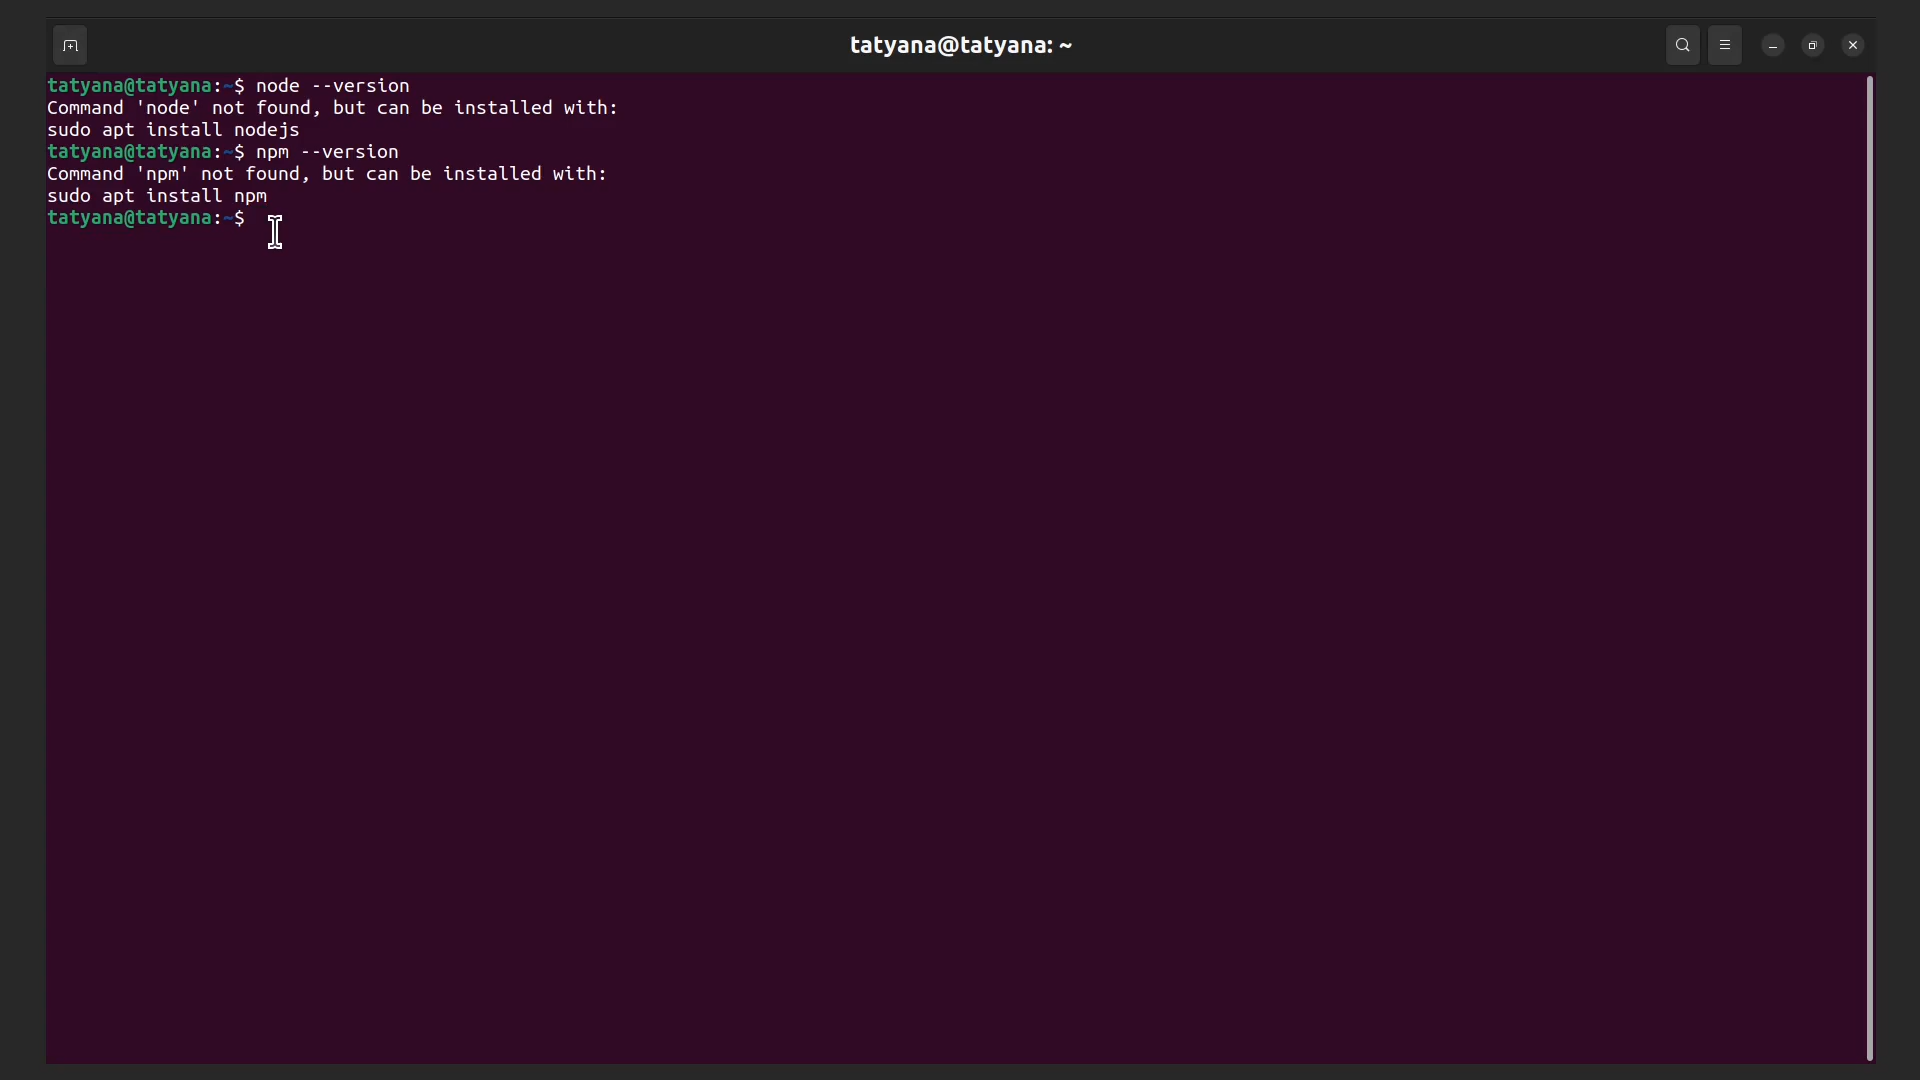 tatyana@tatyana: ~
tatyana@tatyana:~$ node --version
Command 'node' not found, but can be installed with:
sudo apt install nodejs
tatyana@tatyana:~$ npm --version
Command 'npm' not found, but can be installed with:
sudo apt install npm
tatyana@tatyana:~$